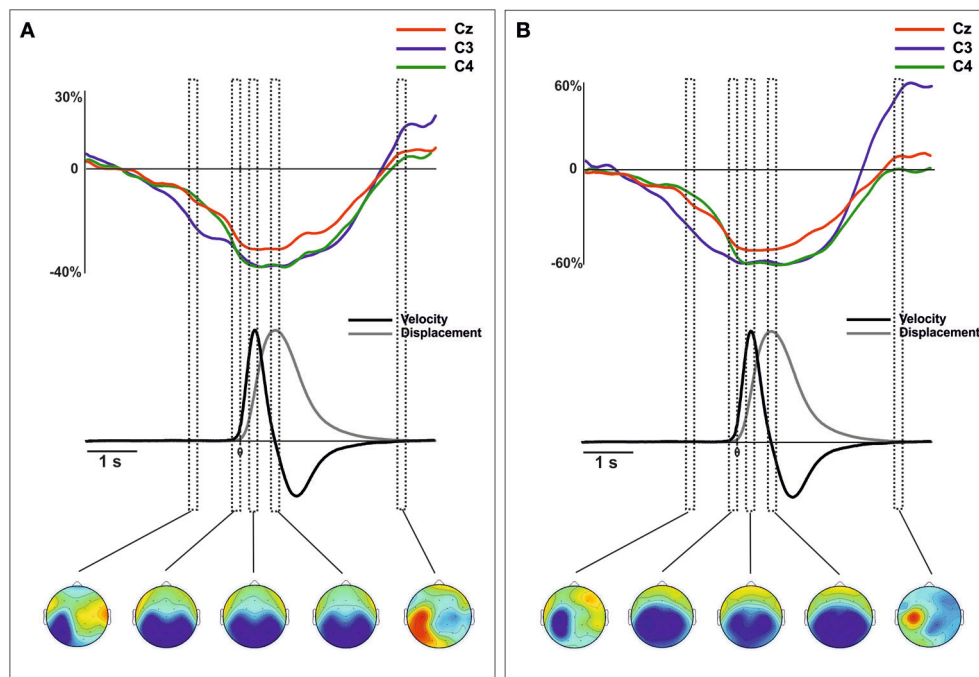 A
Cz
C3
C4
30%
0
-40%
Velocity
Displacement
0
1 s
B
Cz
C3
C4
60%
0
-60%
Velocity
Displacement
0
1 s